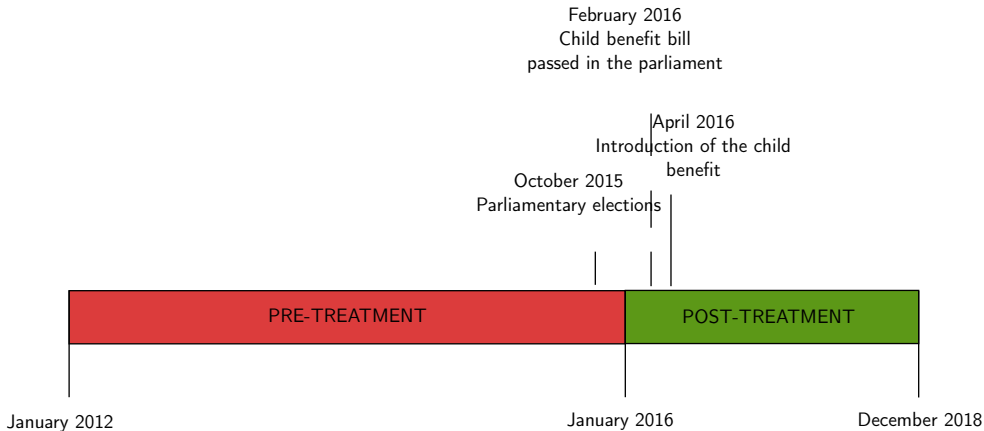 February 2016
Child benefit bill
passed in the parliament
April 2016
Introduction of the child
benefit
October 2015
Parliamentary elections
PRE-TREATMENT
POST-TREATMENT
January 2012
January 2016
December 2018